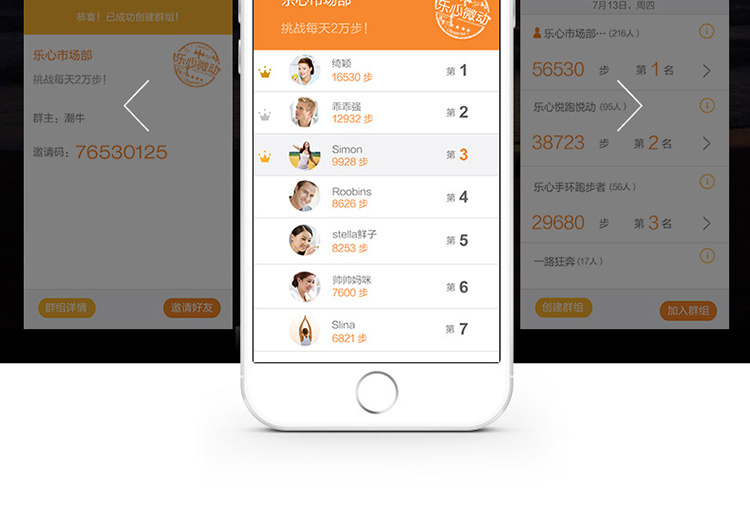 恭喜！已成功创建群组！
乐心市场部
挑战每天2万步！
乐心微动
群主：潮牛
邀请码：76530125
群组详情
邀请好友
乐心市场部
挑战每天2万步！
乐心微动
绮颖
16530 步
第 1
乖乖强
12932 步
第 2
Simon
9928 步
第 3
Roobins
8626 步
第 4
stella鲜子
8253 步
第 5
帅帅妈咪
7600 步
第 6
Slina
6821 步
第 7
7月13日，周四
乐心市场部… (216人)
56530 步 第 1 名
乐心悦跑悦动 (95人)
38723 步 第 2 名
乐心手环跑步者 (56人)
29680 步 第 3 名
一路狂奔 (17人)
创建群组
加入群组